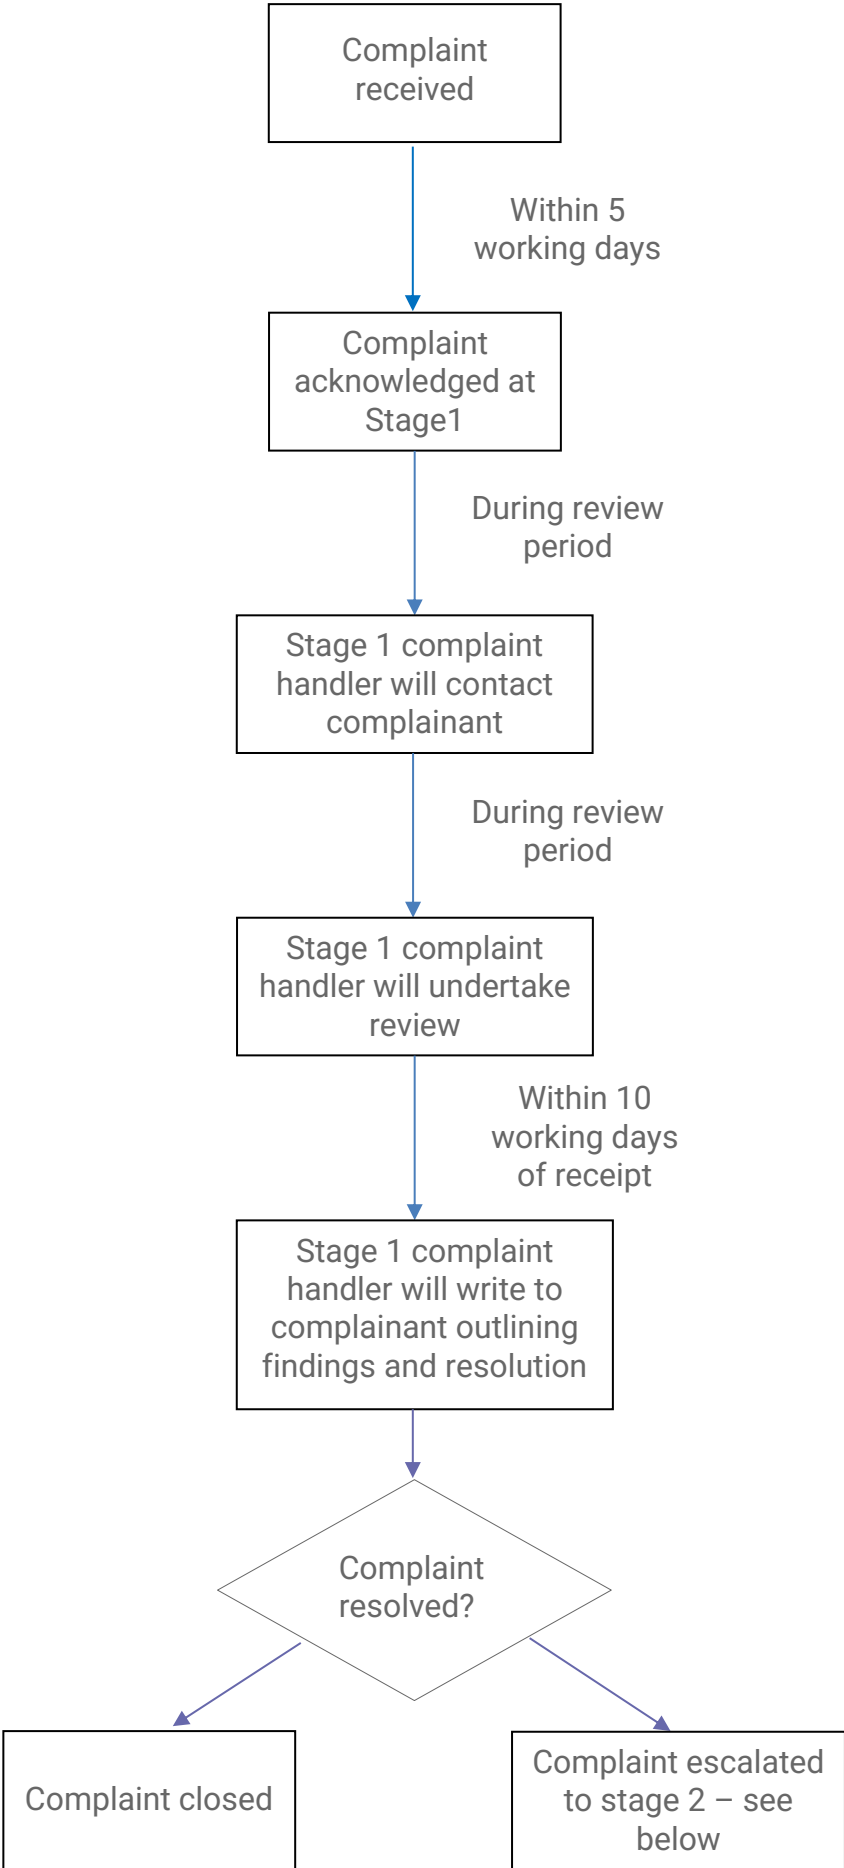 Complaint
received
Within 5
working days
Complaint
acknowledged at
Stage1
During review
period
Stage 1 complaint
handler will contact
complainant
During review
period
Stage 1 complaint
handler will undertake
review
Within 10
working days
of receipt
Stage 1 complaint
handler will write to
complainant outlining
findings and resolution
Complaint
resolved?
Complaint closed
Complaint escalated
to stage 2 – see
below